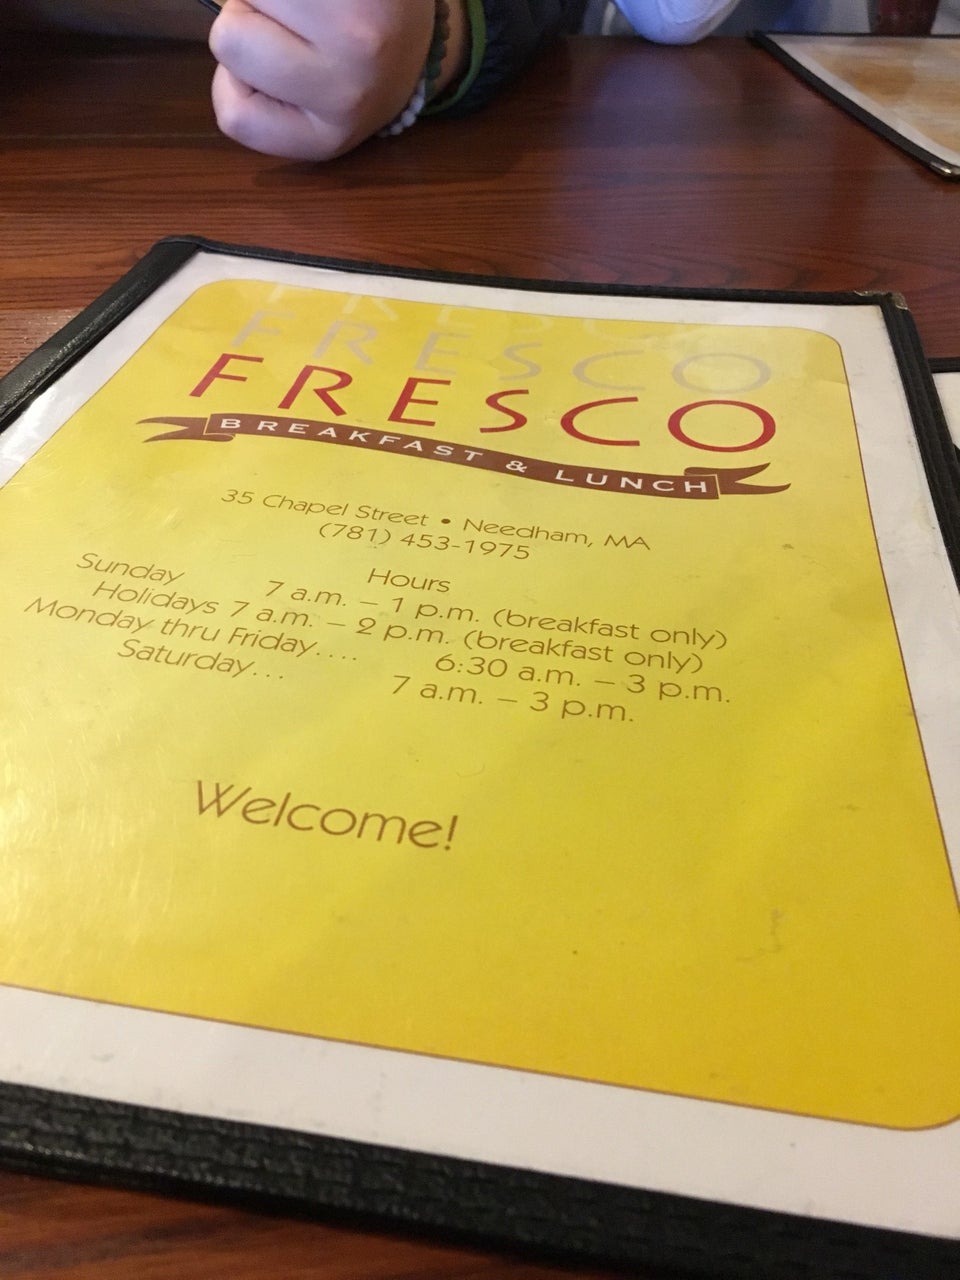 FRESCO
FRESCO
FRESCO
BREAKFAST & LUNCH
35 Chapel Street • Needham, MA
(781) 453-1975
Hours
Sunday 7 a.m. – 1 p.m. (breakfast only)
Holidays 7 a.m. – 2 p.m. (breakfast only)
Monday thru Friday.... 6:30 a.m. – 3 p.m.
Saturday... 7 a.m. – 3 p.m.
Welcome!